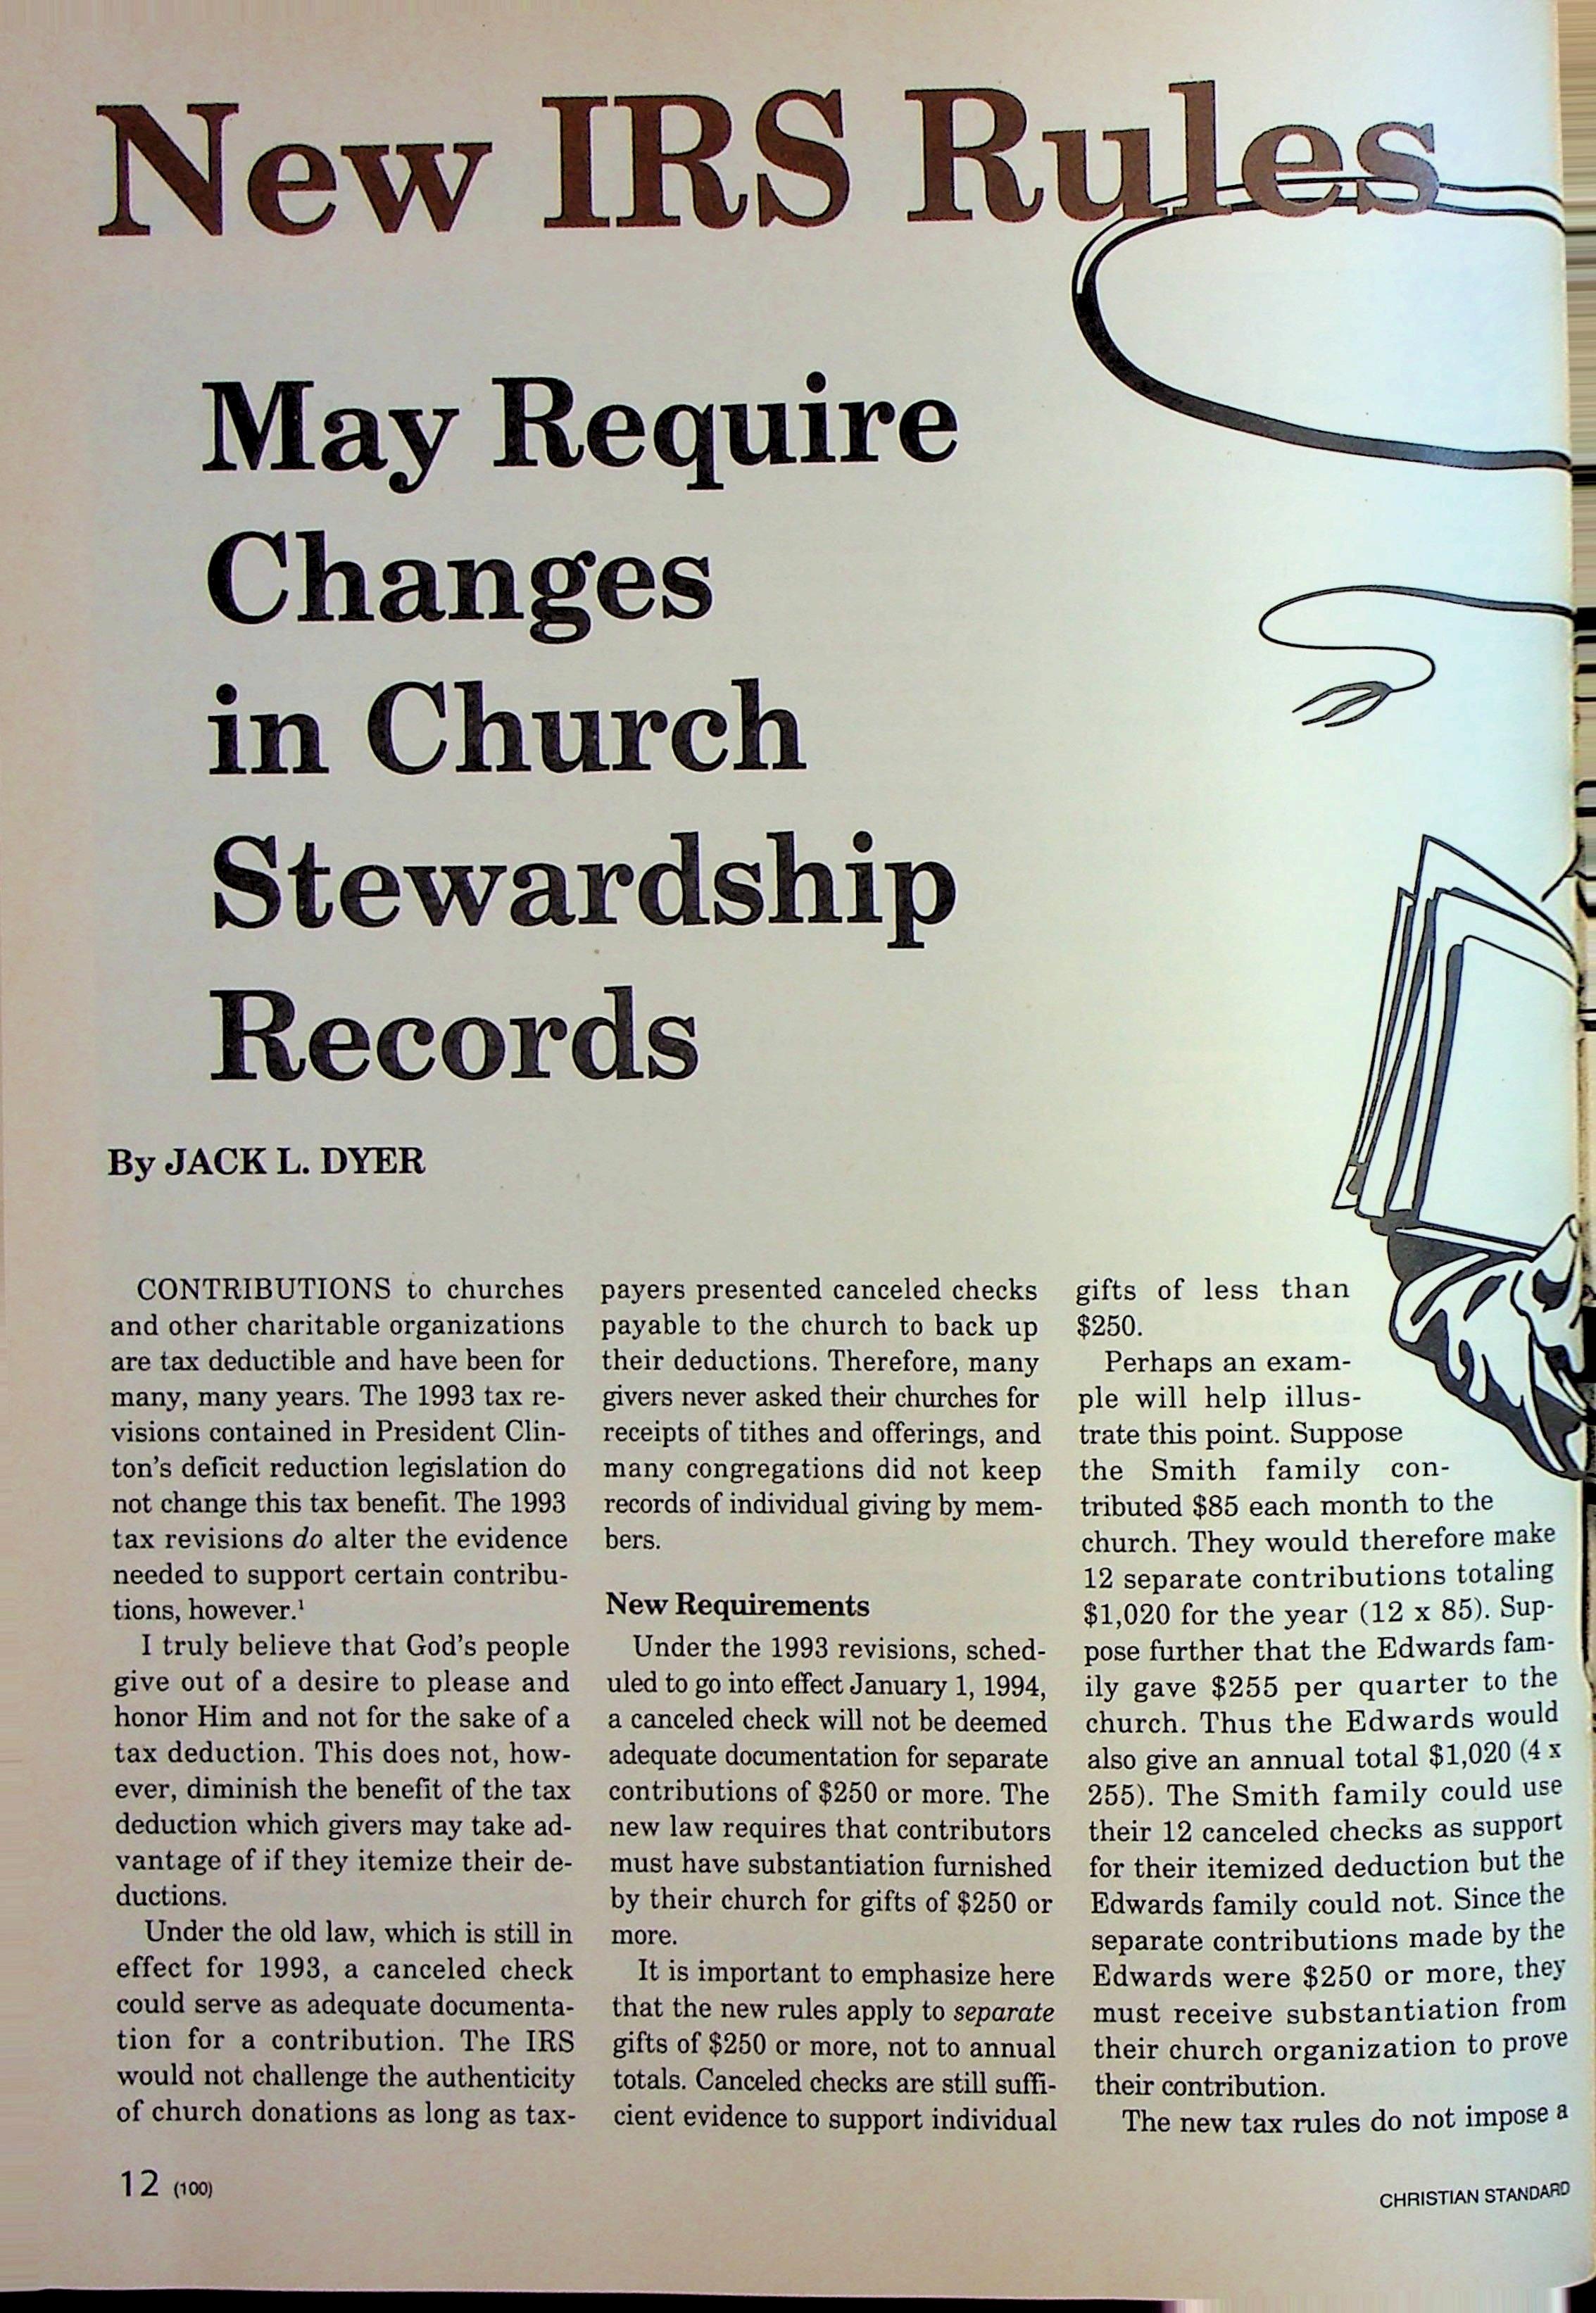 New IRS Rules
May Require
Changes
in Church
Stewardship
Records
By JACK L. DYER
CONTRIBUTIONS to churches
and other charitable organizations
are tax deductible and have been for
many, many years. The 1993 tax re-
visions contained in President Clin-
ton's deficit reduction legislation do
not change this tax benefit. The 1993
tax revisions do alter the evidence
needed to support certain contribu-
tions, however.¹
I truly believe that God's people
give out of a desire to please and
honor Him and not for the sake of a
tax deduction. This does not, how-
ever, diminish the benefit of the tax
deduction which givers may take ad-
vantage of if they itemize their de-
ductions.
Under the old law, which is still in
effect for 1993, a canceled check
could serve as adequate documenta-
tion for a contribution. The IRS
would not challenge the authenticity
of church donations as long as tax-
payers presented canceled checks
payable to the church to back up
their deductions. Therefore, many
givers never asked their churches for
receipts of tithes and offerings, and
many congregations did not keep
records of individual giving by mem-
bers.
New Requirements
Under the 1993 revisions, sched-
uled to go into effect January 1, 1994,
a canceled check will not be deemed
adequate documentation for separate
contributions of $250 or more. The
new law requires that contributors
must have substantiation furnished
by their church for gifts of $250 or
more.
It is important to emphasize here
that the new rules apply to separate
gifts of $250 or more, not to annual
totals. Canceled checks are still suffi-
cient evidence to support individual
gifts of less than
$250.
Perhaps an exam-
ple will help illus-
trate this point. Suppose
the Smith family con-
tributed $85 each month to the
church. They would therefore make
12 separate contributions totaling
$1,020 for the year (12 x 85). Sup-
pose further that the Edwards fam-
ily gave $255 per quarter to the
church. Thus the Edwards would
also give an annual total $1,020 (4 x
255). The Smith family could use
their 12 canceled checks as support
for their itemized deduction but the
Edwards family could not. Since the
separate contributions made by the
Edwards were $250 or more, they
must receive substantiation from
their church organization to prove
their contribution.
The new tax rules do not impose a
12 (100)
CHRISTIAN STANDARD